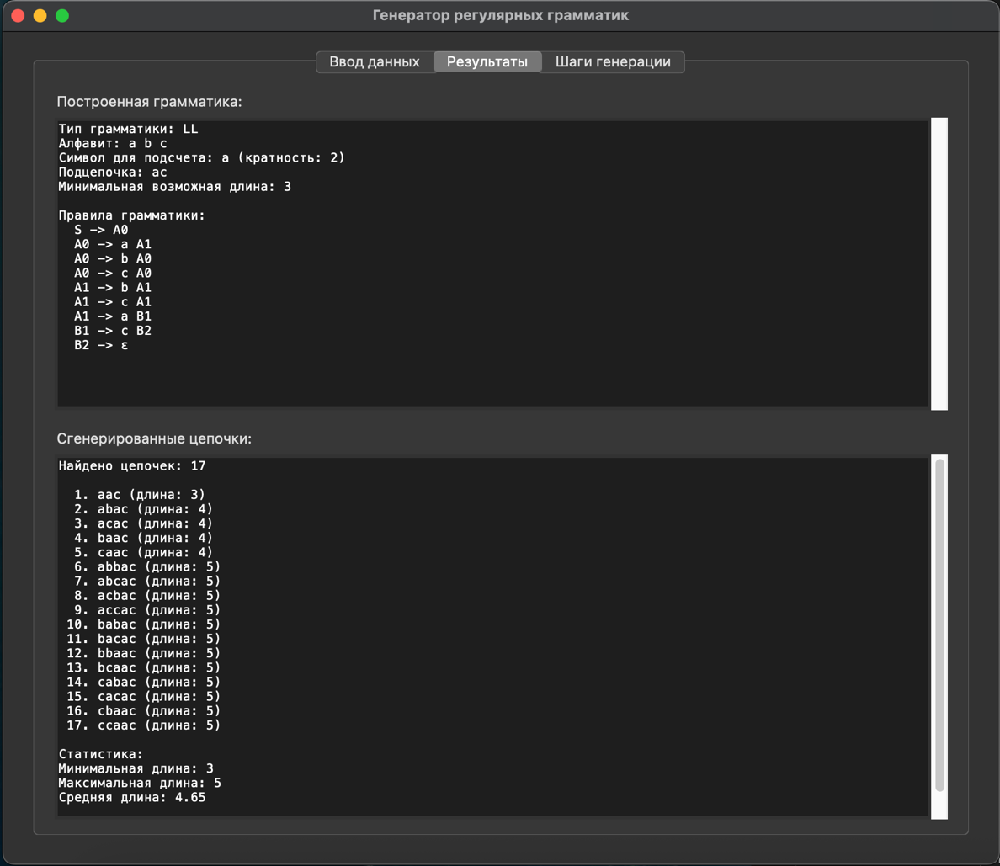 Генератор регулярных грамматик
Ввод данных Результаты Шаги генерации
Построенная грамматика:
Тип грамматики: LL
Алфавит: a b c
Символ для подсчета: a (кратность: 2)
Подцепочка: ac
Минимальная возможная длина: 3
Правила грамматики:
S -> A0
A0 -> a A1
A0 -> b A0
A0 -> c A0
A1 -> b A1
A1 -> c A1
A1 -> a B1
B1 -> c B2
B2 -> ε
Сгенерированные цепочки:
Найдено цепочек: 17
1. aac (длина: 3)
2. abac (длина: 4)
3. acac (длина: 4)
4. baac (длина: 4)
5. caac (длина: 4)
6. abbac (длина: 5)
7. abcac (длина: 5)
8. acbac (длина: 5)
9. accac (длина: 5)
10. babac (длина: 5)
11. bacac (длина: 5)
12. bbaac (длина: 5)
13. bcaac (длина: 5)
14. cabac (длина: 5)
15. cacac (длина: 5)
16. cbaac (длина: 5)
17. ccaac (длина: 5)
Статистика:
Минимальная длина: 3
Максимальная длина: 5
Средняя длина: 4.65